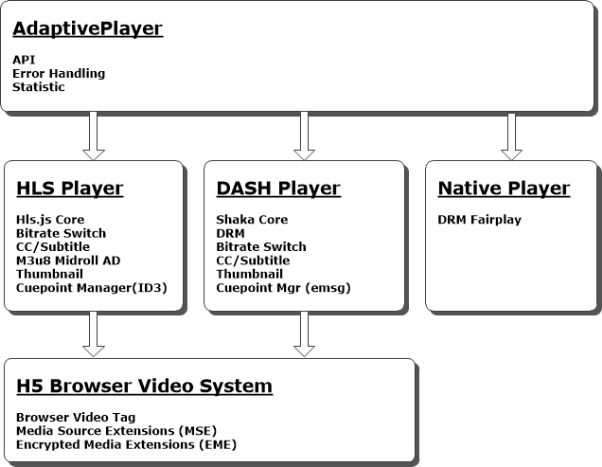 AdaptivePlayer
API
Error Handling
Statistic
HLS Player
Hls.js Core
Bitrate Switch
CC/Subtitle
M3u8 Midroll AD
Thumbnail
Cuepoint Manager(ID3)
DASH Player
Shaka Core
DRM
Bitrate Switch
CC/Subtitle
Thumbnail
Cuepoint Mgr (emsg)
Native Player
DRM Fairplay
H5 Browser Video System
Browser Video Tag
Media Source Extensions (MSE)
Encrypted Media Extensions (EME)